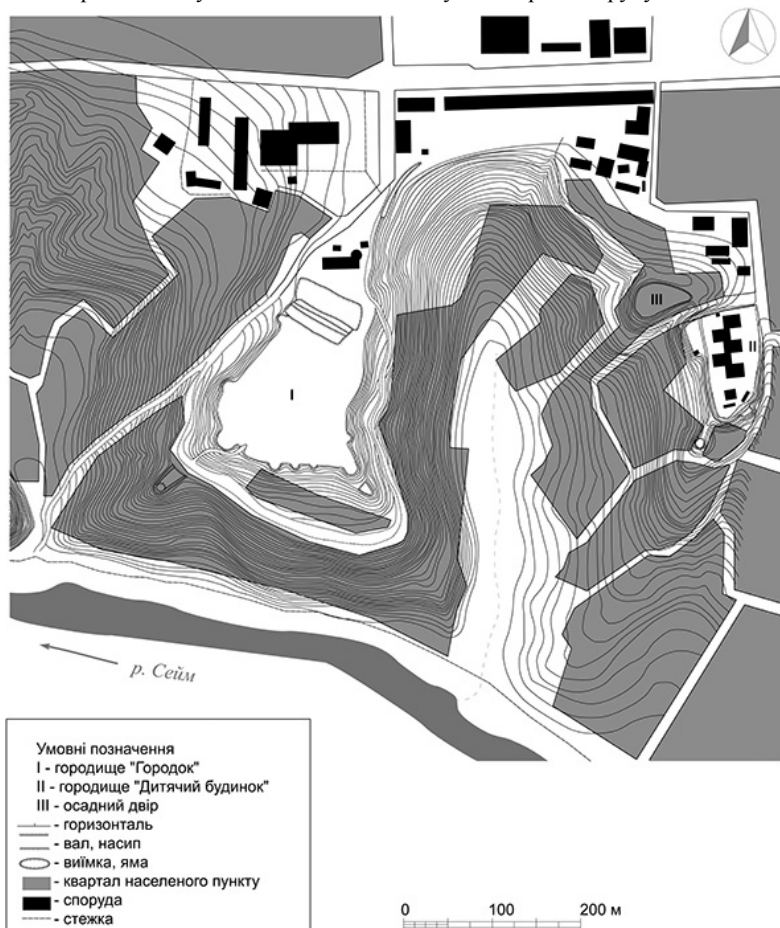 I
II
III
р. Сейм
Умовні позначення
I - городище "Городок"
II - городище "Дитячий будинок"
III - осадний двір
- горизонталь
- вал, насип
- виїмка, яма
- квартал населеного пункту
- споруда
- стежка
0 100 200 м